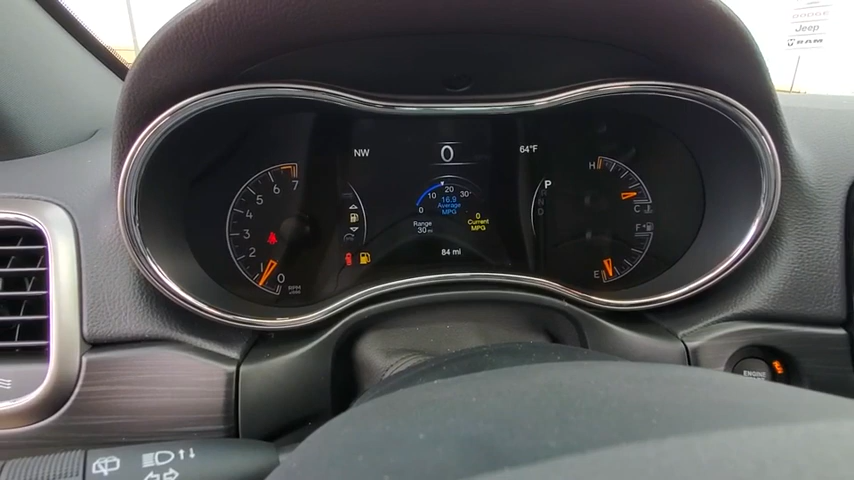 DODGE
Jeep
RAM
NW
0
64°F
7
6
5
4
3
2
1
0
RPM
0
10
20
30+
16.9
Average
MPG
Range
30 mi
0
Current
MPG
84 mi
P
R
N
D
H
C
F
E
ENGINE